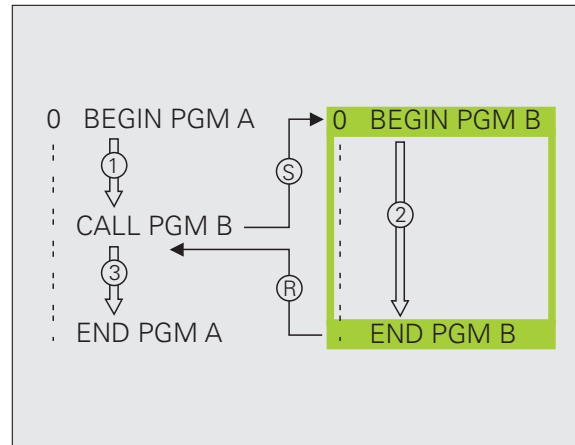 0 BEGIN PGM A
1
CALL PGM B
3
END PGM A
S
R
0 BEGIN PGM B
2
END PGM B